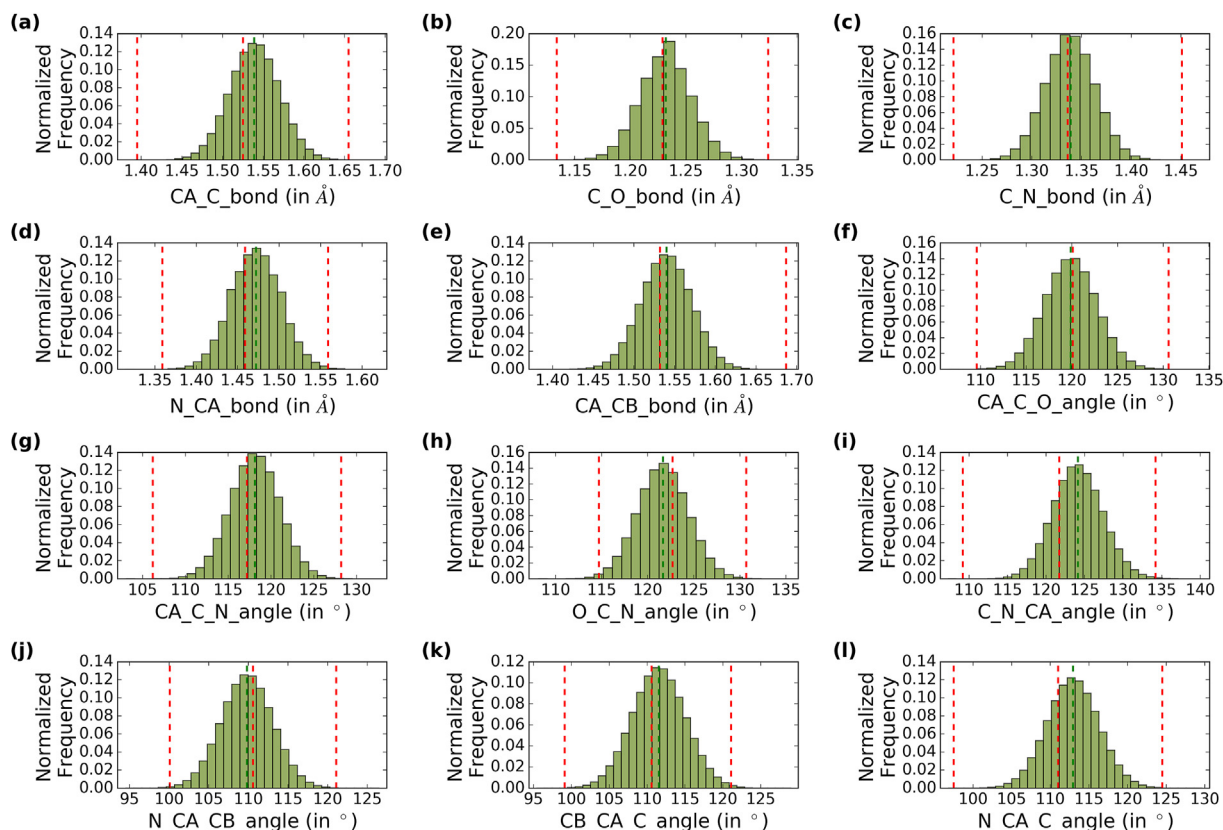 (a)
Normalized
Frequency
0.14
0.12
0.10
0.08
0.06
0.04
0.02
0.00
1.40 1.45 1.50 1.55 1.60 1.65 1.70
CA_C_bond (in Å)
(b)
Normalized
Frequency
0.20
0.15
0.10
0.05
0.00
1.15 1.20 1.25 1.30 1.35
C_O_bond (in Å)
(c)
Normalized
Frequency
0.16
0.14
0.12
0.10
0.08
0.06
0.04
0.02
0.00
1.25 1.30 1.35 1.40 1.45
C_N_bond (in Å)
(d)
Normalized
Frequency
0.14
0.12
0.10
0.08
0.06
0.04
0.02
0.00
1.35 1.40 1.45 1.50 1.55 1.60
N_CA_bond (in Å)
(e)
Normalized
Frequency
0.14
0.12
0.10
0.08
0.06
0.04
0.02
0.00
1.40 1.45 1.50 1.55 1.60 1.65 1.70
CA_CB_bond (in Å)
(f)
Normalized
Frequency
0.16
0.14
0.12
0.10
0.08
0.06
0.04
0.02
0.00
110 115 120 125 130 135
CA_C_O_angle (in °)
(g)
Normalized
Frequency
0.14
0.12
0.10
0.08
0.06
0.04
0.02
0.00
105 110 115 120 125 130
CA_C_N_angle (in °)
(h)
Normalized
Frequency
0.16
0.14
0.12
0.10
0.08
0.06
0.04
0.02
0.00
110 115 120 125 130 135
O_C_N_angle (in °)
(i)
Normalized
Frequency
0.14
0.12
0.10
0.08
0.06
0.04
0.02
0.00
110 115 120 125 130 135 140
C_N_CA_angle (in °)
(j)
Normalized
Frequency
0.14
0.12
0.10
0.08
0.06
0.04
0.02
0.00
95 100 105 110 115 120 125
N_CA_CB_angle (in °)
(k)
Normalized
Frequency
0.12
0.10
0.08
0.06
0.04
0.02
0.00
95 100 105 110 115 120 125
CB_CA_C_angle (in °)
(l)
Normalized
Frequency
0.14
0.12
0.10
0.08
0.06
0.04
0.02
0.00
100 105 110 115 120 125 130
N_CA_C_angle (in °)